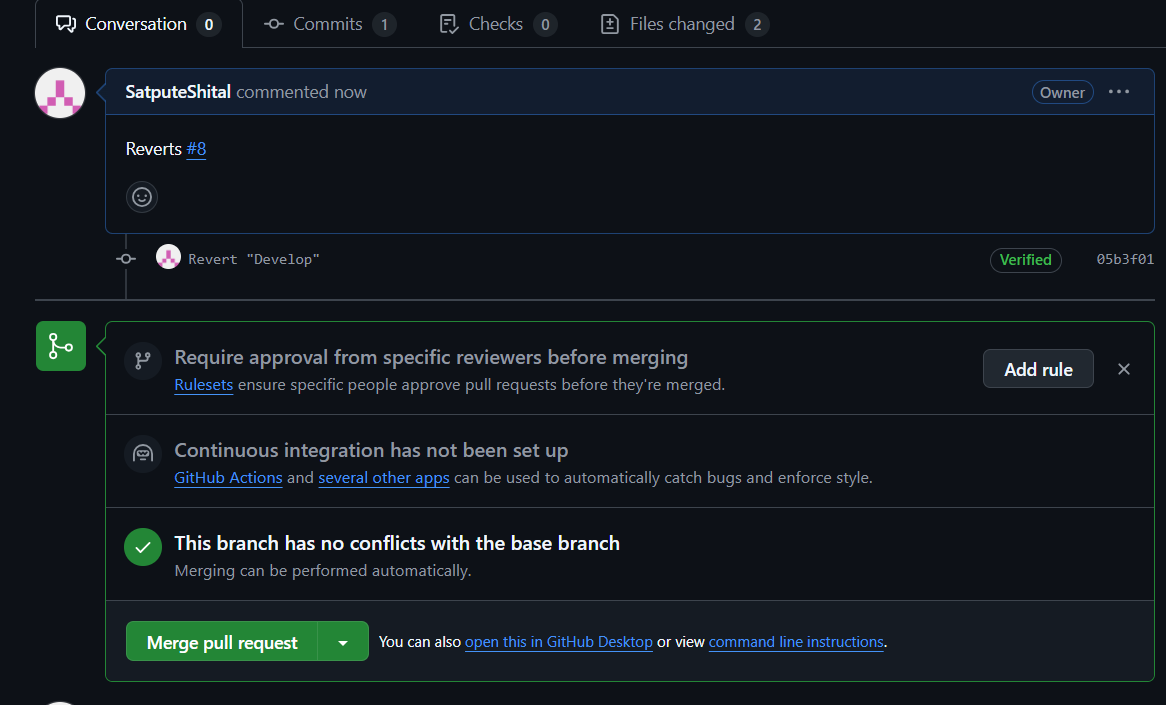 Conversation 0 Commits 1 Checks 0 Files changed 2
SatputeShital commented now Owner
Reverts #8
Revert "Develop" Verified 05b3f01
Require approval from specific reviewers before merging
Rulesets ensure specific people approve pull requests before they're merged.
Add rule
Continuous integration has not been set up
GitHub Actions and several other apps can be used to automatically catch bugs and enforce style.
This branch has no conflicts with the base branch
Merging can be performed automatically.
Merge pull request You can also open this in GitHub Desktop or view command line instructions.